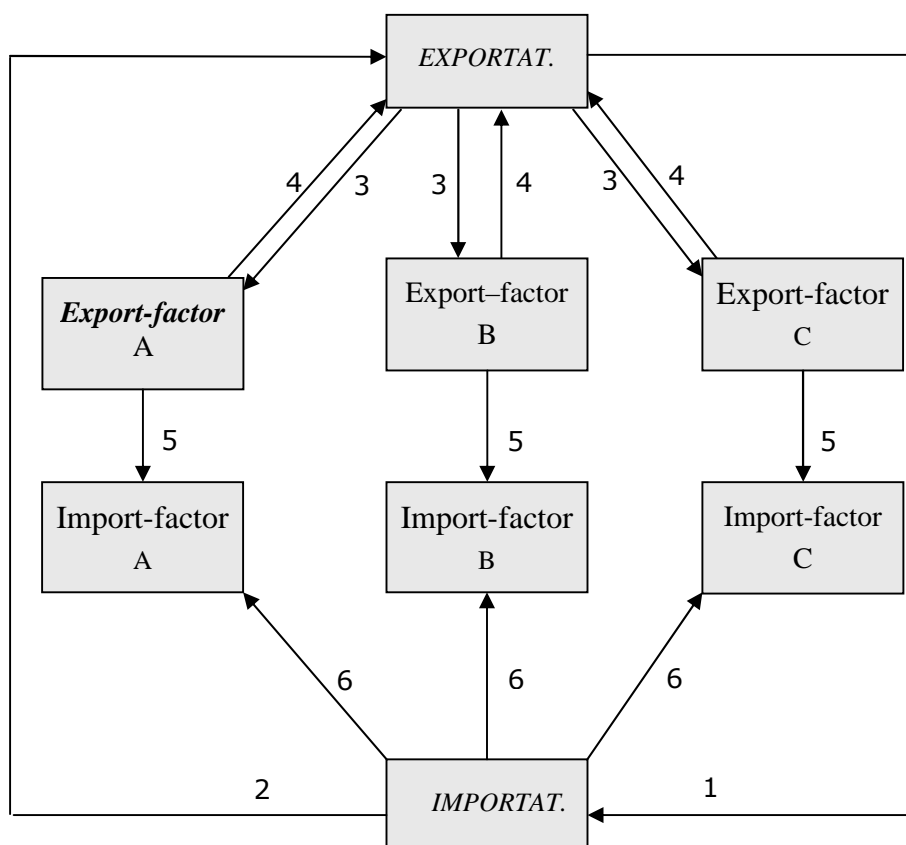 EXPORTAT.
4
3
3
4
3
4
Export-factor
A
Export–factor
B
Export-factor
C
5
5
5
Import-factor
A
Import-factor
B
Import-factor
C
6
6
6
2
IMPORTAT.
1